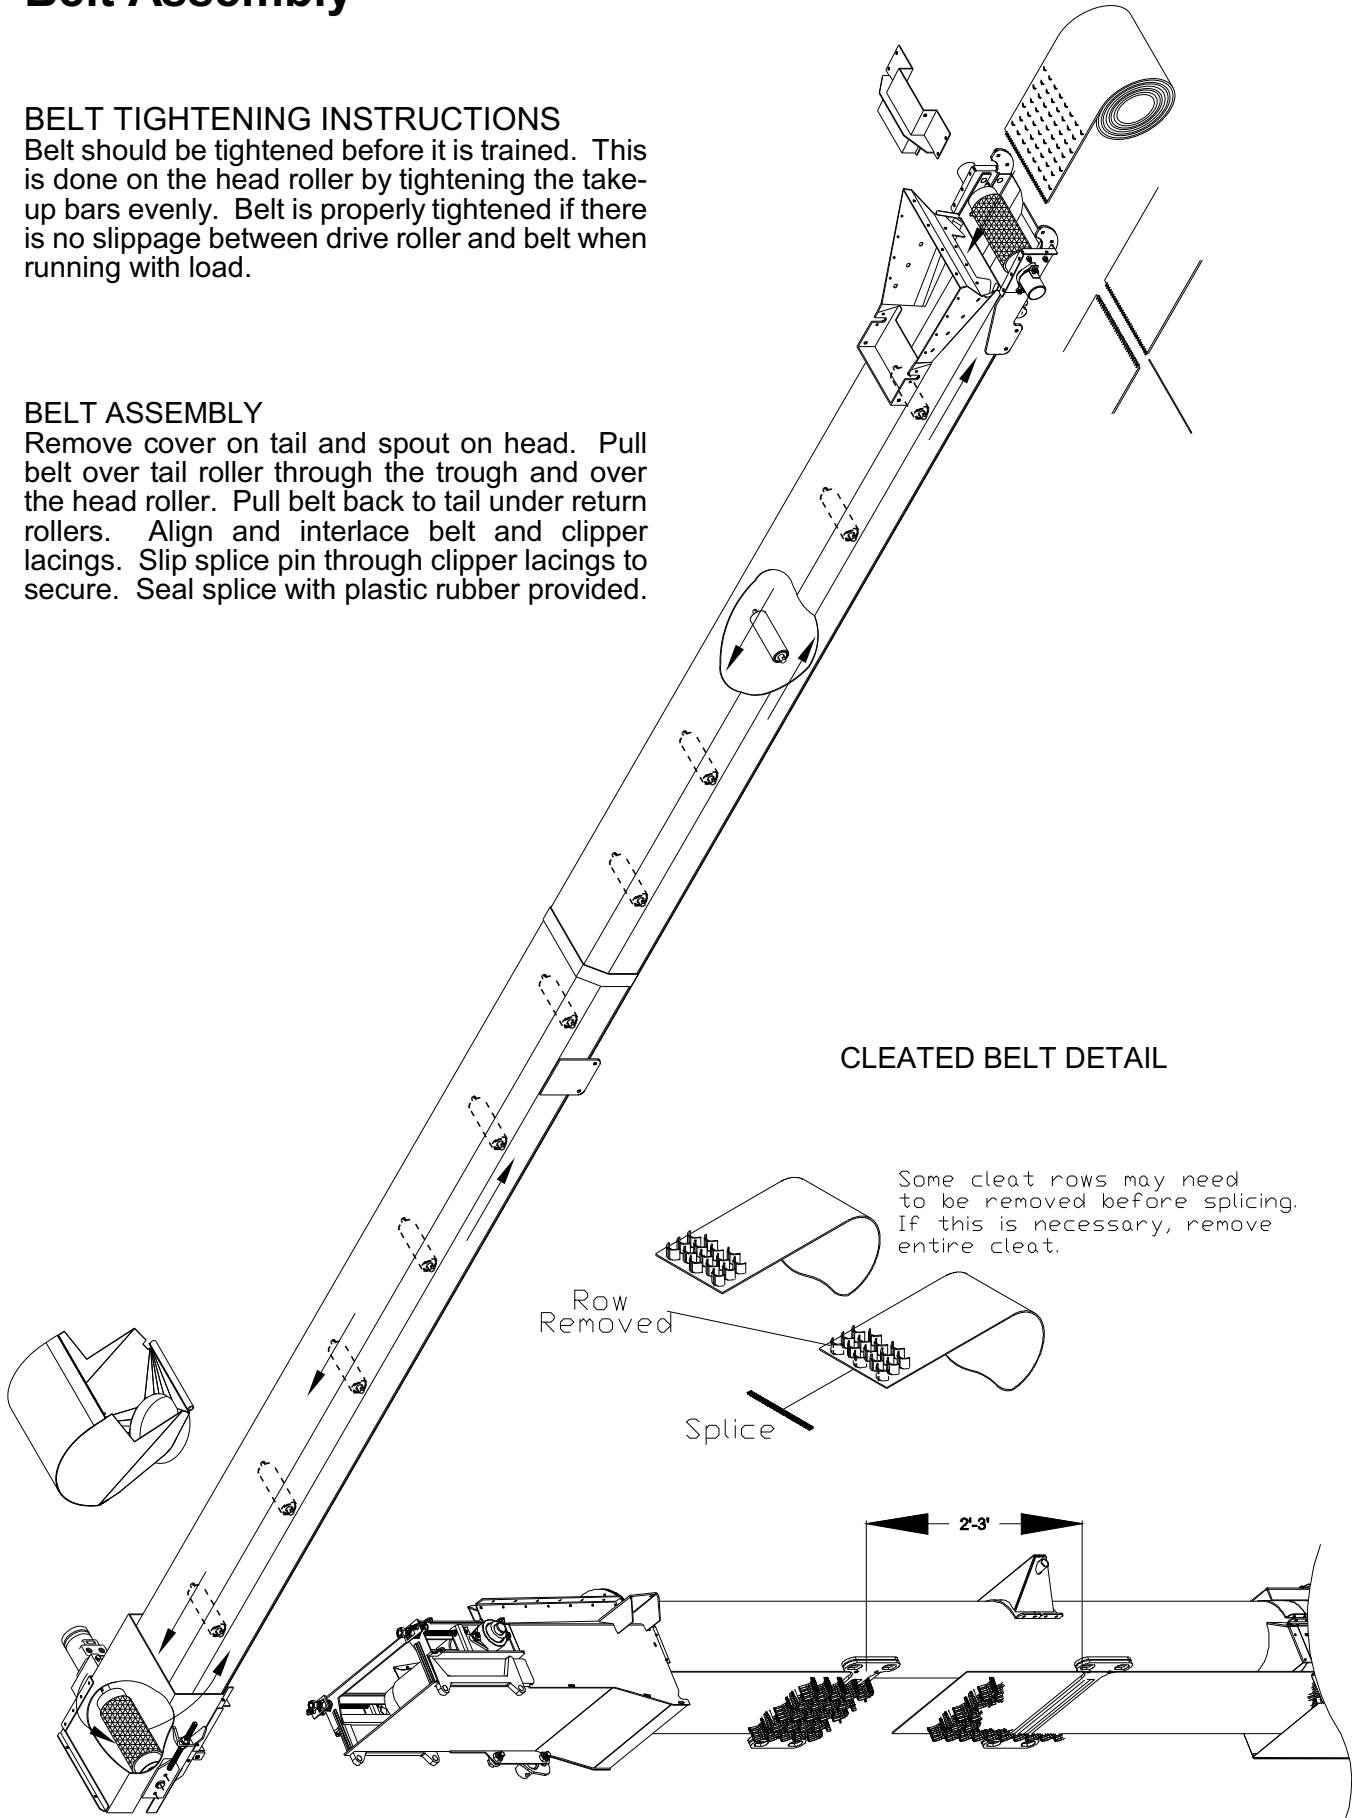 Belt Assembly
BELT TIGHTENING INSTRUCTIONS
Belt should be tightened before it is trained. This
is done on the head roller by tightening the take-
up bars evenly. Belt is properly tightened if there
is no slippage between drive roller and belt when
running with load.
BELT ASSEMBLY
Remove cover on tail and spout on head. Pull
belt over tail roller through the trough and over
the head roller. Pull belt back to tail under return
rollers. Align and interlace belt and clipper
lacings. Slip splice pin through clipper lacings to
secure. Seal splice with plastic rubber provided.
CLEATED BELT DETAIL
Some cleat rows may need
to be removed before splicing.
If this is necessary, remove
entire cleat.
Row
Removed
Splice
2'-3'